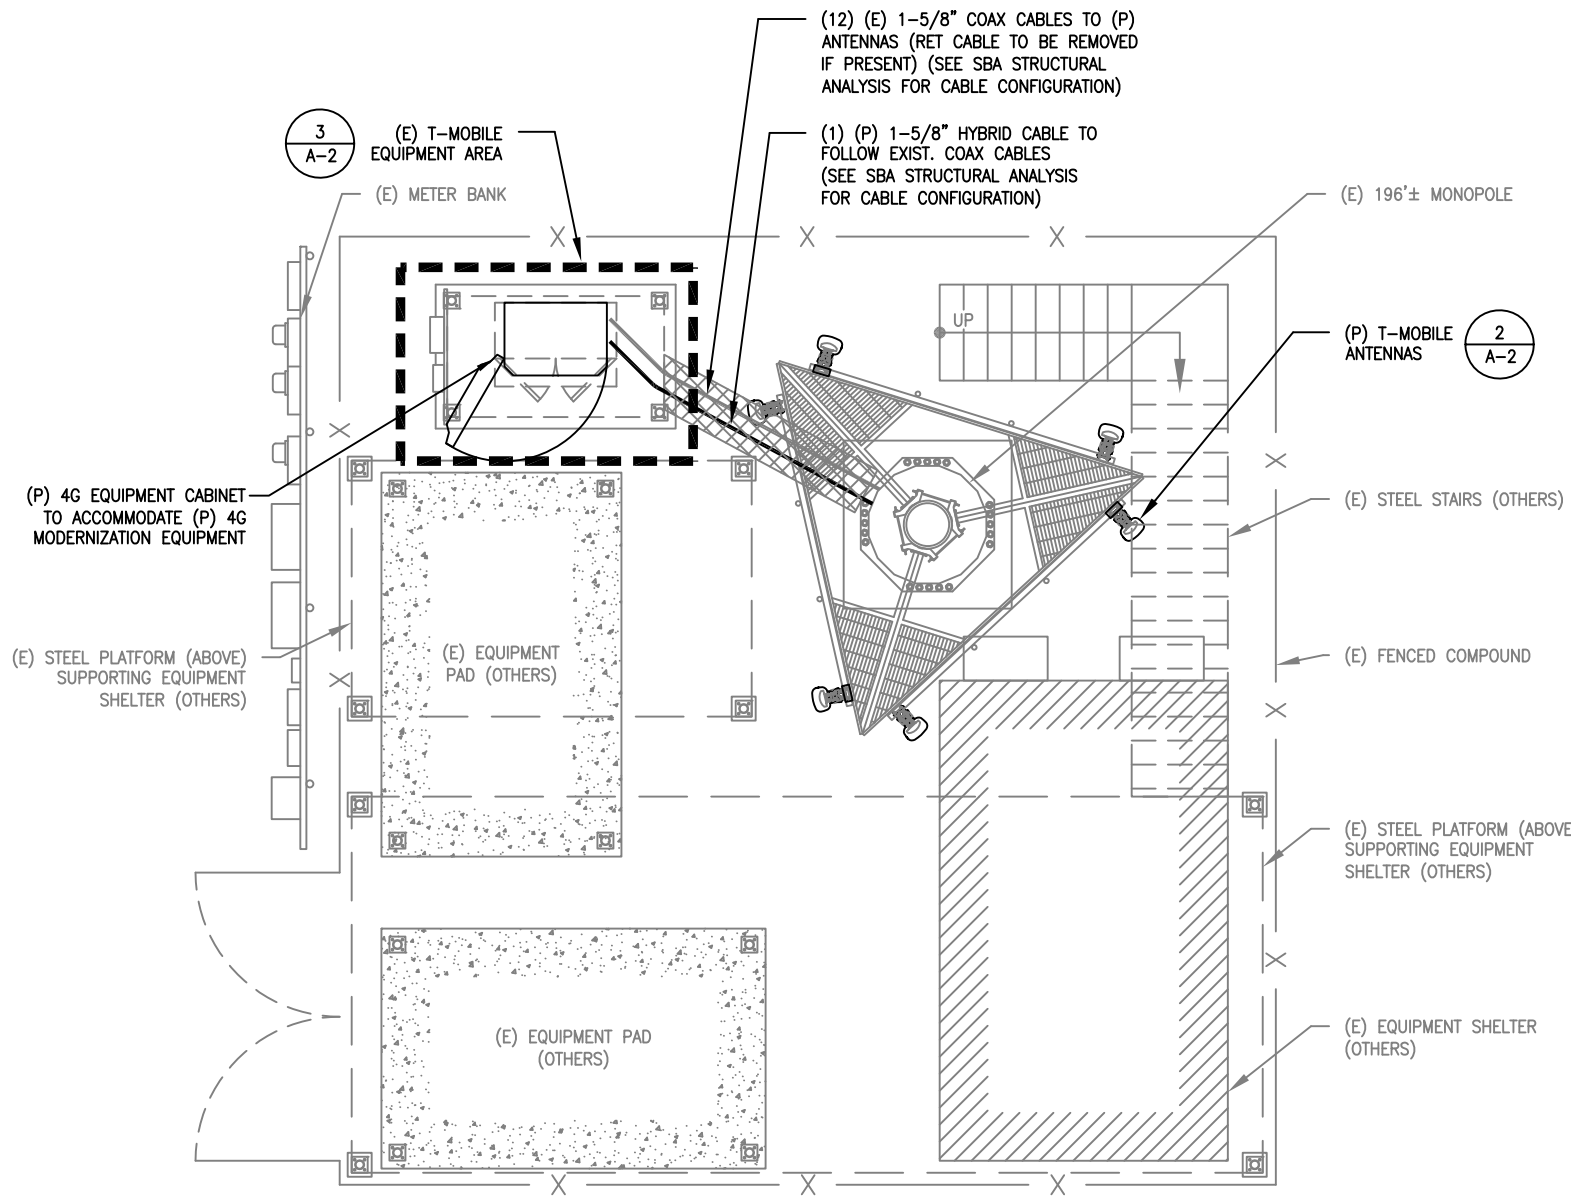 (12) (E) 1-5/8" COAX CABLES TO (P)
ANTENNAS (RET CABLE TO BE REMOVED
IF PRESENT) (SEE SBA STRUCTURAL
ANALYSIS FOR CABLE CONFIGURATION)
3
A-2
(E) T-MOBILE
EQUIPMENT AREA
(1) (P) 1-5/8" HYBRID CABLE TO
FOLLOW EXIST. COAX CABLES
(SEE SBA STRUCTURAL ANALYSIS
FOR CABLE CONFIGURATION)
(E) METER BANK
(E) 196'± MONOPOLE
X
X
X
UP
(P) T-MOBILE
ANTENNAS
2
A-2
X
X
(P) 4G EQUIPMENT CABINET
TO ACCOMMODATE (P) 4G
MODERNIZATION EQUIPMENT
(E) STEEL STAIRS (OTHERS)
(E) STEEL PLATFORM (ABOVE)
SUPPORTING EQUIPMENT
SHELTER (OTHERS)
X
(E) EQUIPMENT
PAD (OTHERS)
(E) FENCED COMPOUND
X
(E) STEEL PLATFORM (ABOVE
SUPPORTING EQUIPMENT
SHELTER (OTHERS)
X
(E) EQUIPMENT PAD
(OTHERS)
(E) EQUIPMENT SHELTER
(OTHERS)
X
X
X